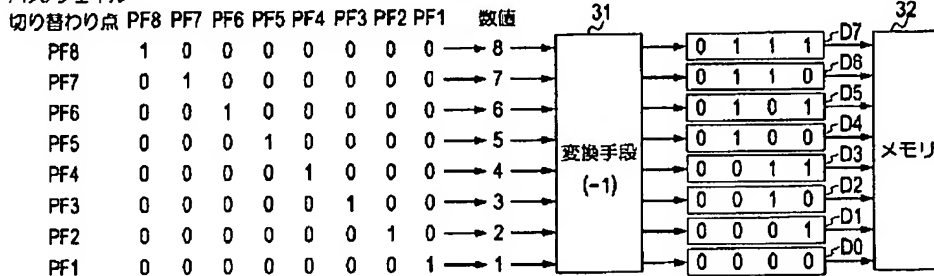 切り替わり点 PF8 PF7 PF6 PF5 PF4 PF3 PF2 PF1 数値 31 32
PF8 1 0 0 0 0 0 0 0 8 0 1 1 1 D7
PF7 0 1 0 0 0 0 0 0 7 0 1 1 0 D6
PF6 0 0 1 0 0 0 0 0 6 0 1 0 1 D5
PF5 0 0 0 1 0 0 0 0 5 0 1 0 0 D4
変換手段 メモリ
PF4 0 0 0 0 1 0 0 0 4 0 0 1 1 D3
(-1)
PF3 0 0 0 0 0 1 0 0 3 0 0 1 0 D2
PF2 0 0 0 0 0 0 1 0 2 0 0 0 1 D1
PF1 0 0 0 0 0 0 0 1 1 0 0 0 0 D0